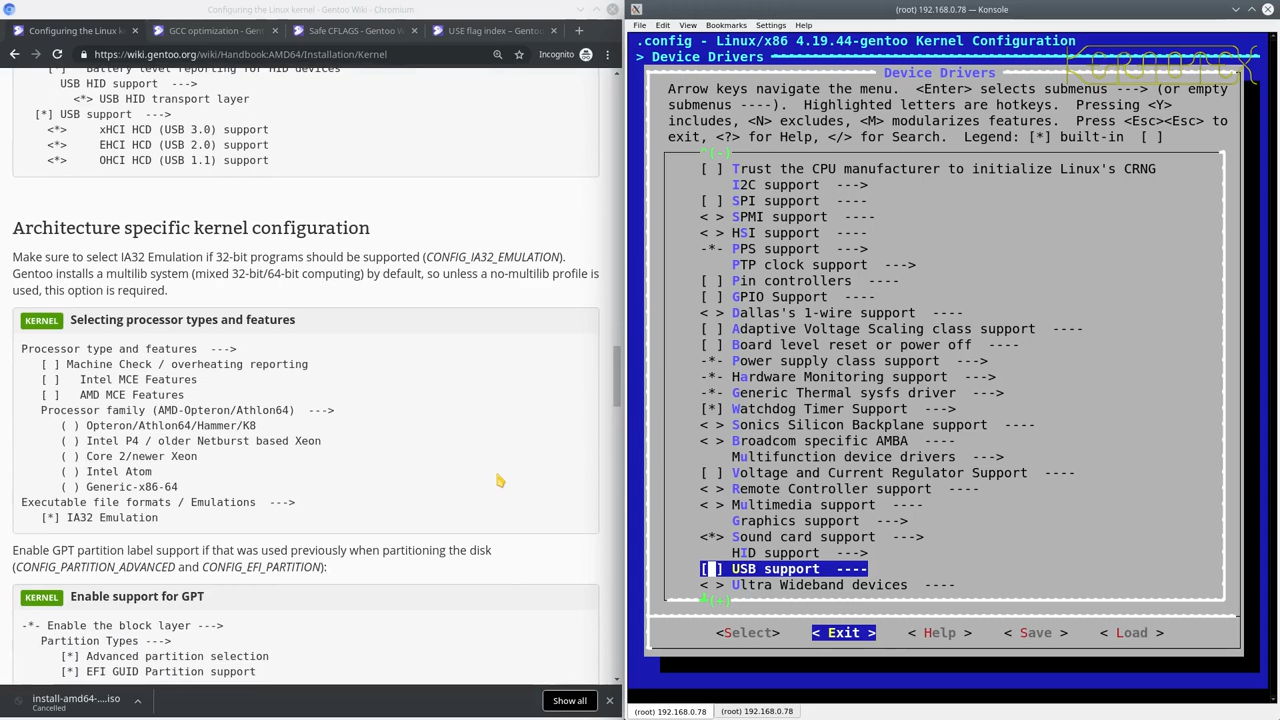 Configuring the Linux kernel - Gentoo Wiki - Chromium
Configuring the Linux k
GCC optimization - Gent
Safe CFLAGS - Gentoo W
USE flag index – Gentoo
https://wiki.gentoo.org/wiki/Handbook:AMD64/Installation/Kernel
Incognito
[ ] Battery level reporting for HID devices
USB HID support --->
<*> USB HID transport layer
[*] USB support --->
<*> xHCI HCD (USB 3.0) support
<*> EHCI HCD (USB 2.0) support
<*> OHCI HCD (USB 1.1) support
Architecture specific kernel configuration
Make sure to select IA32 Emulation if 32-bit programs should be supported (CONFIG_IA32_EMULATION).
Gentoo installs a multilib system (mixed 32-bit/64-bit computing) by default, so unless a no-multilib profile is
used, this option is required.
KERNEL Selecting processor types and features
Processor type and features --->
[ ] Machine Check / overheating reporting
[ ] Intel MCE Features
[ ] AMD MCE Features
Processor family (AMD-Opteron/Athlon64) --->
( ) Opteron/Athlon64/Hammer/K8
( ) Intel P4 / older Netburst based Xeon
( ) Core 2/newer Xeon
( ) Intel Atom
( ) Generic-x86-64
Executable file formats / Emulations --->
[*] IA32 Emulation
Enable GPT partition label support if that was used previously when partitioning the disk
(CONFIG_PARTITION_ADVANCED and CONFIG_EFI_PARTITION):
KERNEL Enable support for GPT
-*- Enable the block layer --->
Partition Types --->
[*] Advanced partition selection
[*] EFI GUID Partition support
install-amd64-....iso
Cancelled
Show all
(root) 192.168.0.78 — Konsole
File Edit View Bookmarks Settings Help
.config - Linux/x86 4.19.44-gentoo Kernel Configuration
> Device Drivers
Device Drivers
Arrow keys navigate the menu. <Enter> selects submenus ---> (or empty
submenus ----). Highlighted letters are hotkeys. Pressing <Y>
includes, <N> excludes, <M> modularizes features. Press <Esc><Esc> to
exit, <?> for Help, </> for Search. Legend: [*] built-in [ ]
^(-)
[ ] Trust the CPU manufacturer to initialize Linux's CRNG
I2C support --->
[ ] SPI support ----
< > SPMI support ----
< > HSI support ----
-*- PPS support --->
PTP clock support --->
[ ] Pin controllers ----
[ ] GPIO Support ----
< > Dallas's 1-wire support ----
[ ] Adaptive Voltage Scaling class support ----
[ ] Board level reset or power off ----
-*- Power supply class support --->
-*- Hardware Monitoring support --->
-*- Generic Thermal sysfs driver --->
[*] Watchdog Timer Support --->
< > Sonics Silicon Backplane support ----
< > Broadcom specific AMBA ----
Multifunction device drivers --->
[ ] Voltage and Current Regulator Support ----
< > Remote Controller support ----
< > Multimedia support ----
Graphics support --->
<*> Sound card support --->
HID support --->
[ ] USB support ----
< > Ultra Wideband devices ----
<Select> < Exit > < Help > < Save > < Load >
(root) 192.168.0.78
(root) 192.168.0.78